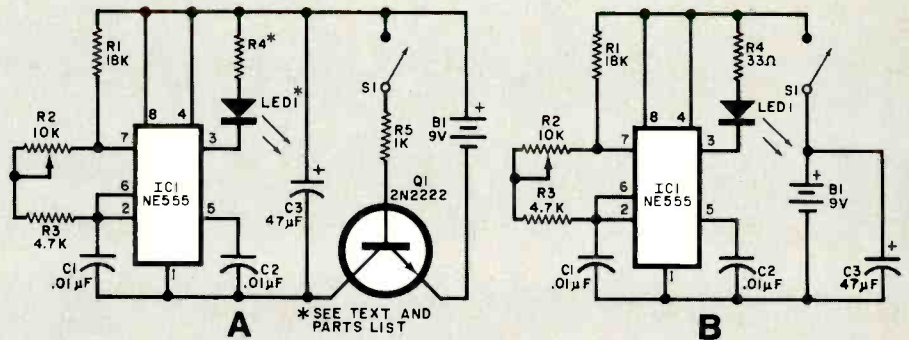 R1
18K
R2
10K
R3
4.7K
C1
.01µF
8
4
7
3
6
2
5
1
IC1
NE555
R4*
LED1*
C2
.01µF
C3
47µF
+
S1
R5
1K
Q1
2N2222
B1
9V
+
*SEE TEXT AND
PARTS LIST
A
R1
18K
R2
10K
R3
4.7K
C1
.01µF
8
4
7
3
6
2
5
1
IC1
NE555
R4
33Ω
LED1
C2
.01µF
S1
+
B1
9V
+
C3
47µF
B